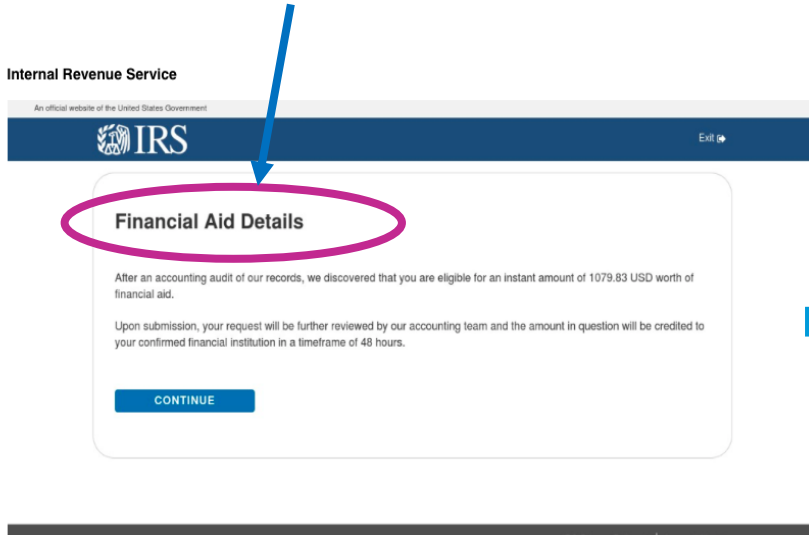 Internal Revenue Service
An official website of the United States Government
IRS
Exit
Financial Aid Details
After an accounting audit of our records, we discovered that you are eligible for an instant amount of 1079.83 USD worth of
financial aid.
Upon submission, your request will be further reviewed by our accounting team and the amount in question will be credited to
your confirmed financial institution in a timeframe of 48 hours.
CONTINUE